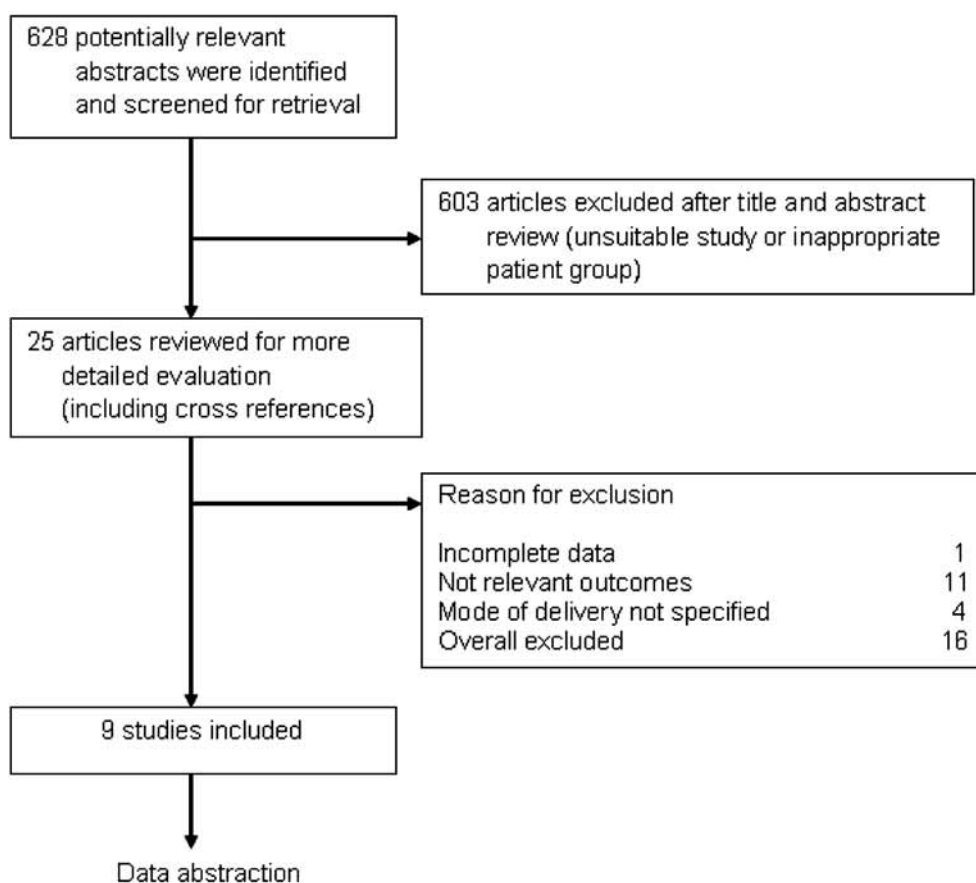 628 potentially relevant
abstracts were identified
and screened for retrieval
603 articles excluded after title and abstract
review (unsuitable study or inappropriate
patient group)
25 articles reviewed for more
detailed evaluation
(including cross references)
Reason for exclusion
Incomplete data 1
Not relevant outcomes 11
Mode of delivery not specified 4
Overall excluded 16
9 studies included
Data abstraction